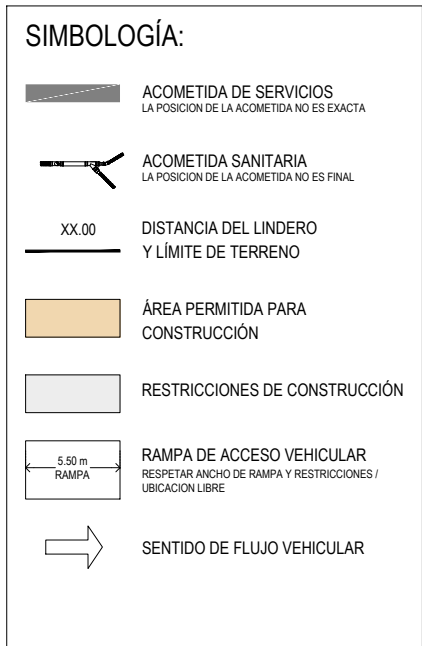 SIMBOLOGÍA:
ACOMETIDA DE SERVICIOS
LA POSICION DE LA ACOMETIDA NO ES EXACTA
ACOMETIDA SANITARIA
LA POSICION DE LA ACOMETIDA NO ES FINAL
XX.00
DISTANCIA DEL LINDERO
Y LÍMITE DE TERRENO
ÁREA PERMITIDA PARA
CONSTRUCCIÓN
RESTRICCIONES DE CONSTRUCCIÓN
5.50 m
RAMPA
RAMPA DE ACCESO VEHICULAR
RESPETAR ANCHO DE RAMPA Y RESTRICCIONES /
UBICACION LIBRE
SENTIDO DE FLUJO VEHICULAR